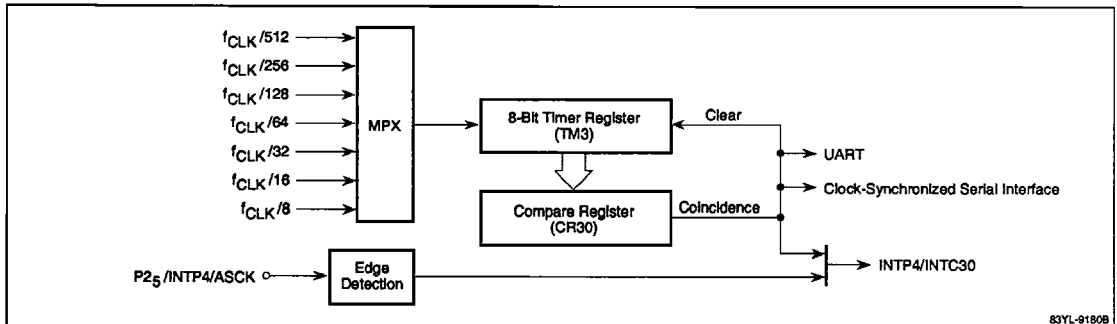 fCLK/512
fCLK/256
fCLK/128
fCLK/64
fCLK/32
fCLK/16
fCLK/8
MPX
8-Bit Timer Register
(TM3)
Clear
UART
Clock-Synchronized Serial Interface
Compare Register
(CR30)
Coincidence
P25/INTP4/ASCK
Edge
Detection
INTP4/INTC30
83YL-9180B